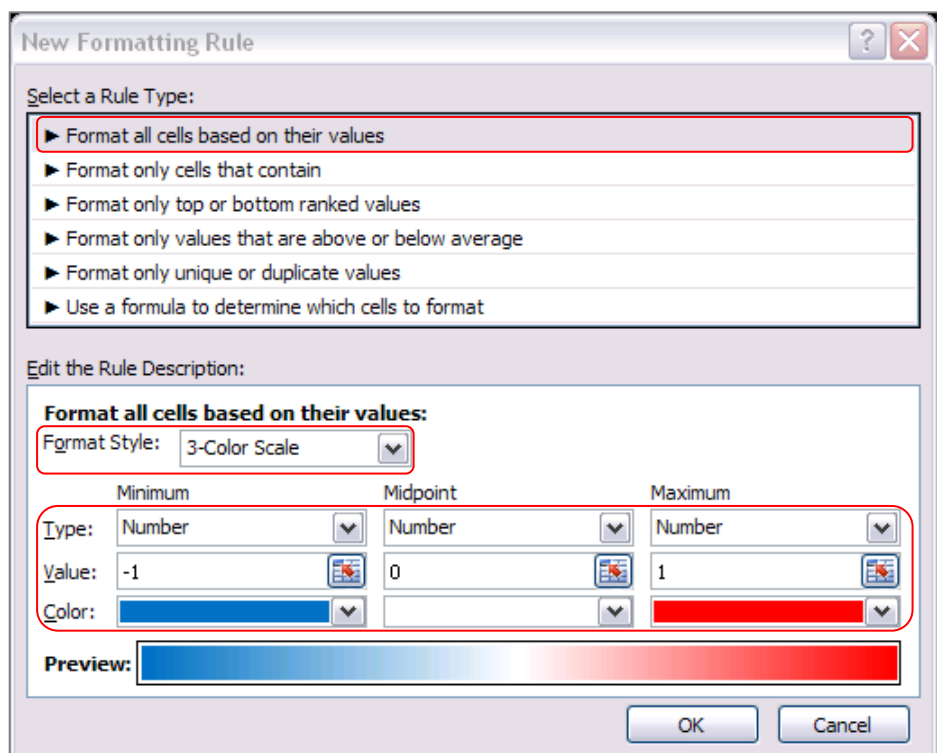 New Formatting Rule ?
Select a Rule Type:
► Format all cells based on their values
► Format only cells that contain
► Format only top or bottom ranked values
► Format only values that are above or below average
► Format only unique or duplicate values
► Use a formula to determine which cells to format
Edit the Rule Description:
Format all cells based on their values:
Format Style: 3-Color Scale
Minimum Midpoint Maximum
Type: Number Number Number
Value: -1 0 1
Color:
Preview:
OK Cancel